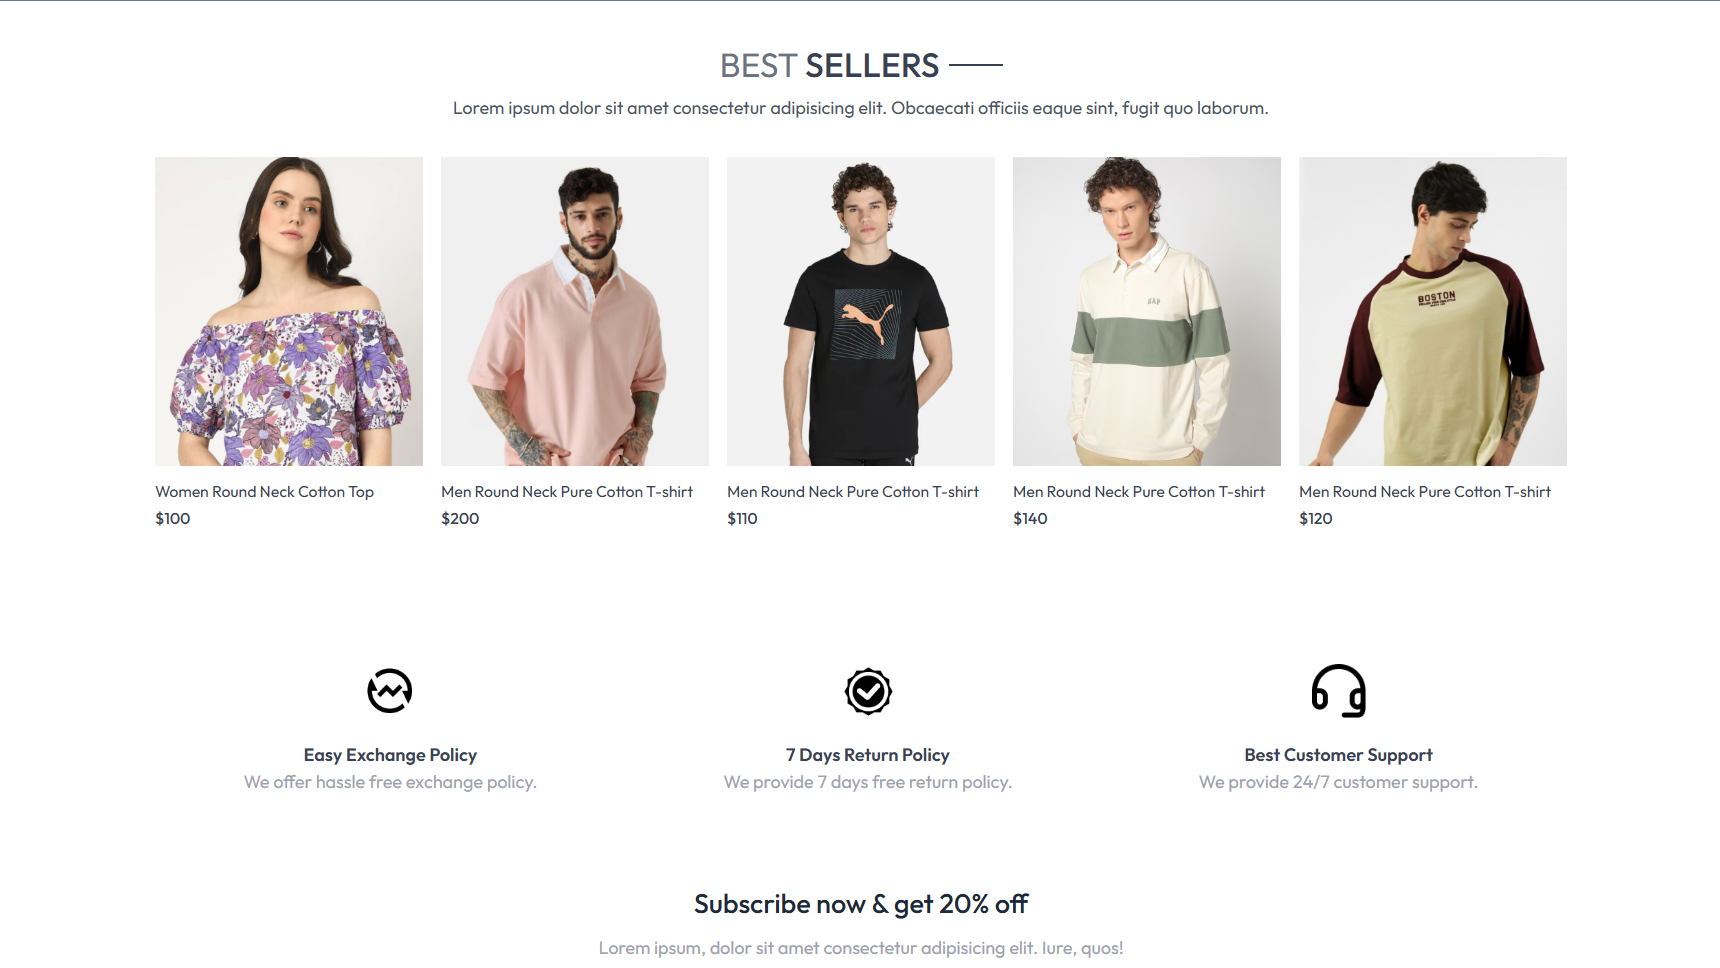 BEST SELLERS
Lorem ipsum dolor sit amet consectetur adipisicing elit. Obcaecati officiis eaque sint, fugit quo laborum.
GAP
BOSTON
Women Round Neck Cotton Top
$100
Men Round Neck Pure Cotton T-shirt
$200
Men Round Neck Pure Cotton T-shirt
$110
Men Round Neck Pure Cotton T-shirt
$140
Men Round Neck Pure Cotton T-shirt
$120
Easy Exchange Policy
We offer hassle free exchange policy.
7 Days Return Policy
We provide 7 days free return policy.
Best Customer Support
We provide 24/7 customer support.
Subscribe now & get 20% off
Lorem ipsum, dolor sit amet consectetur adipisicing elit. Iure, quos!